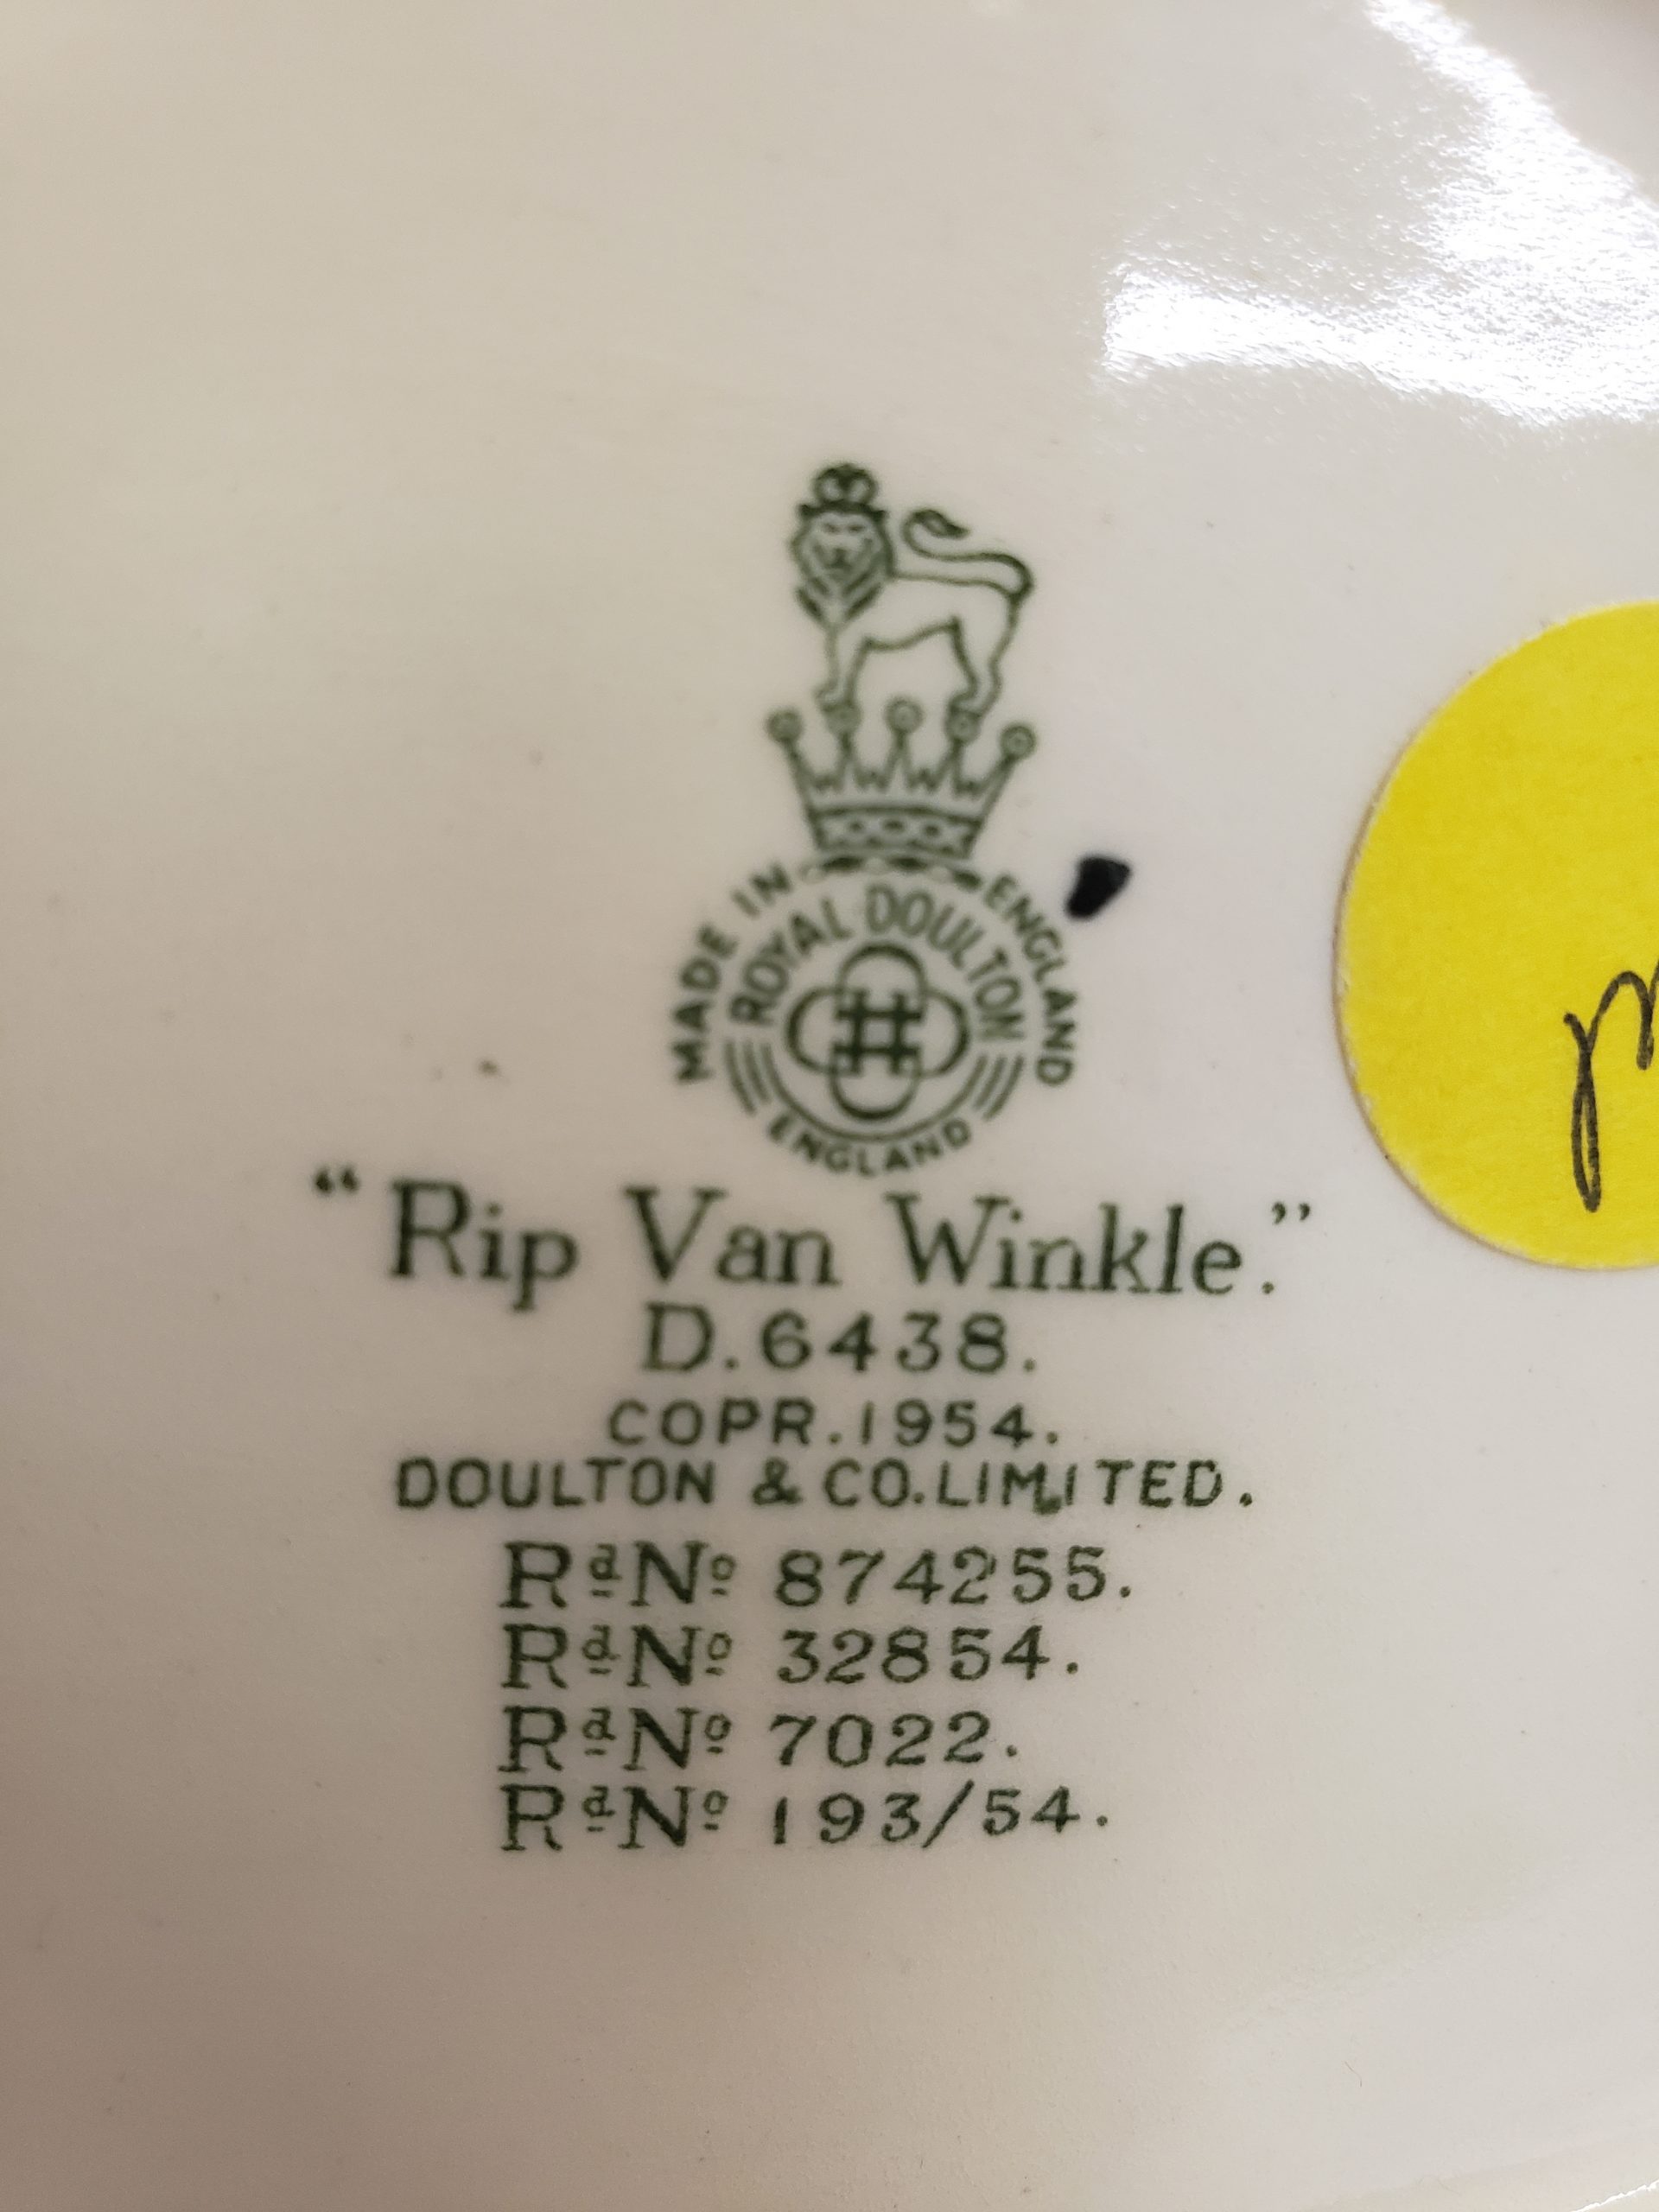 MADE IN ENGLAND
ROYAL DOULTON
ENGLAND
“Rip Van Winkle.”
D.6438.
COPR.1954.
DOULTON & CO.LIMITED.
Rd No 874255.
Rd No 32854.
Rd No 7022.
Rd No 193/54.